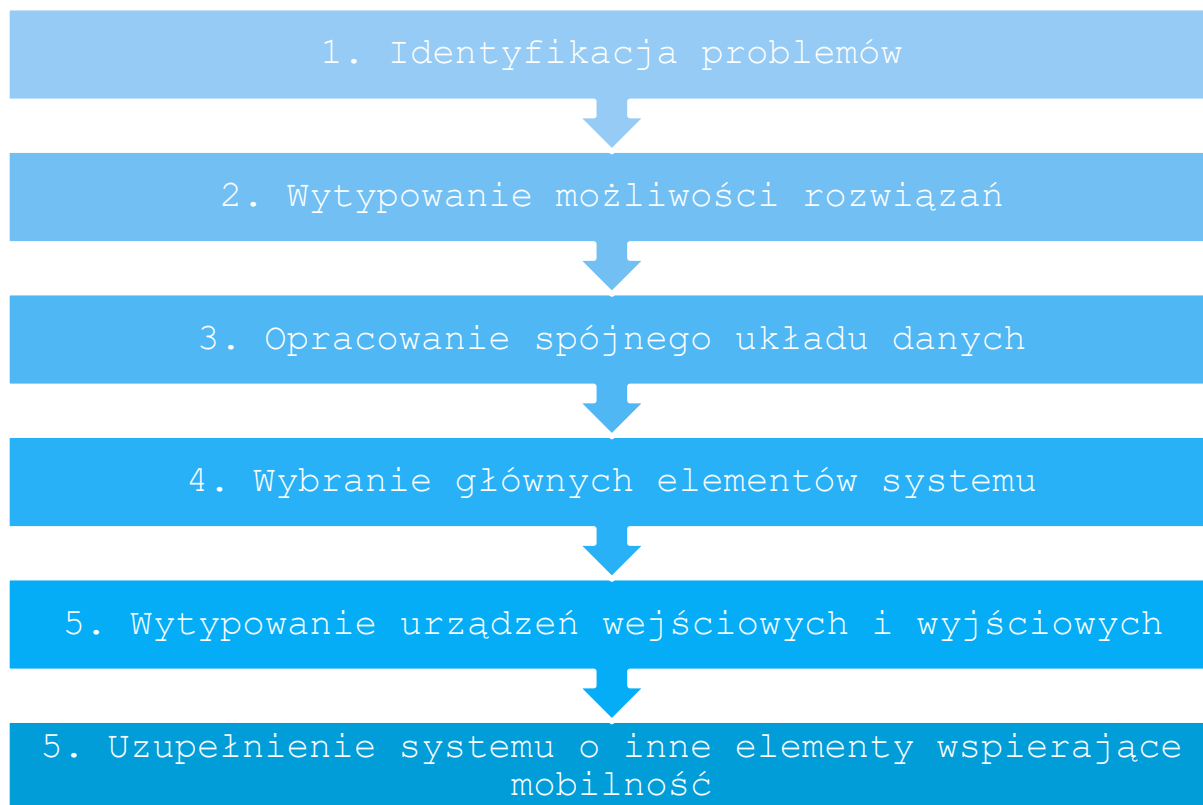 1. Identyfikacja problemów
2. Wytypowanie możliwości rozwiązań
3. Opracowanie spójnego układu danych
4. Wybranie głównych elementów systemu
5. Wytypowanie urządzeń wejściowych i wyjściowych
5. Uzupełnienie systemu o inne elementy wspierające
mobilność